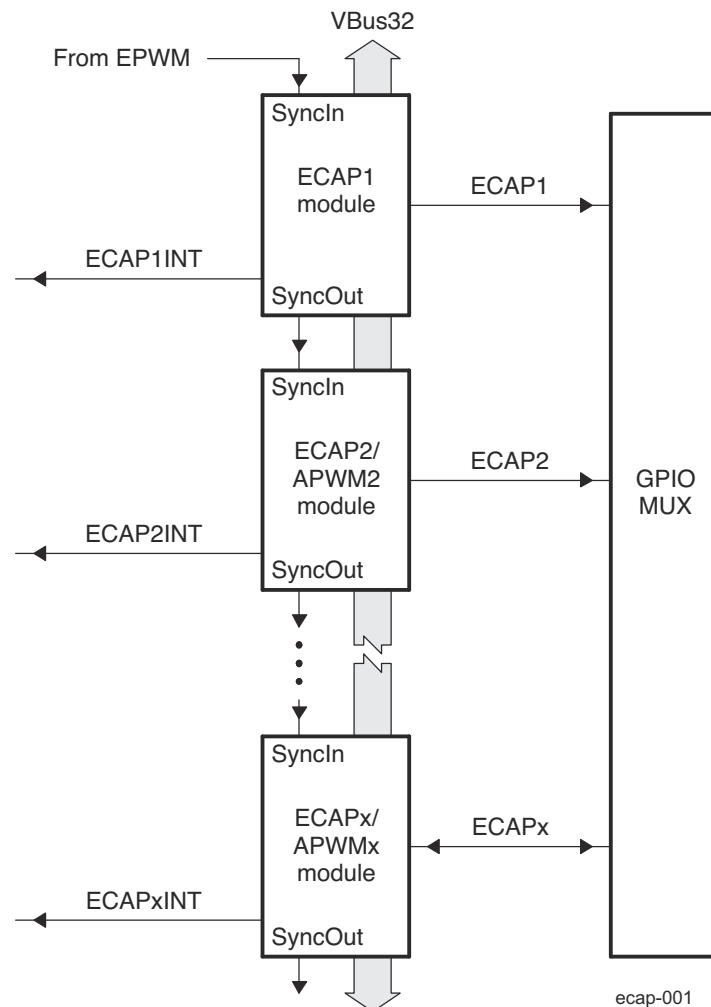 VBus32
From EPWM
SyncIn
ECAP1
module
ECAP1
ECAP1INT
SyncOut
SyncIn
ECAP2/
APWM2
module
ECAP2
GPIO
MUX
ECAP2INT
SyncOut
SyncIn
ECAPx/
APWMx
module
ECAPx
ECAPxINT
SyncOut
ecap-001